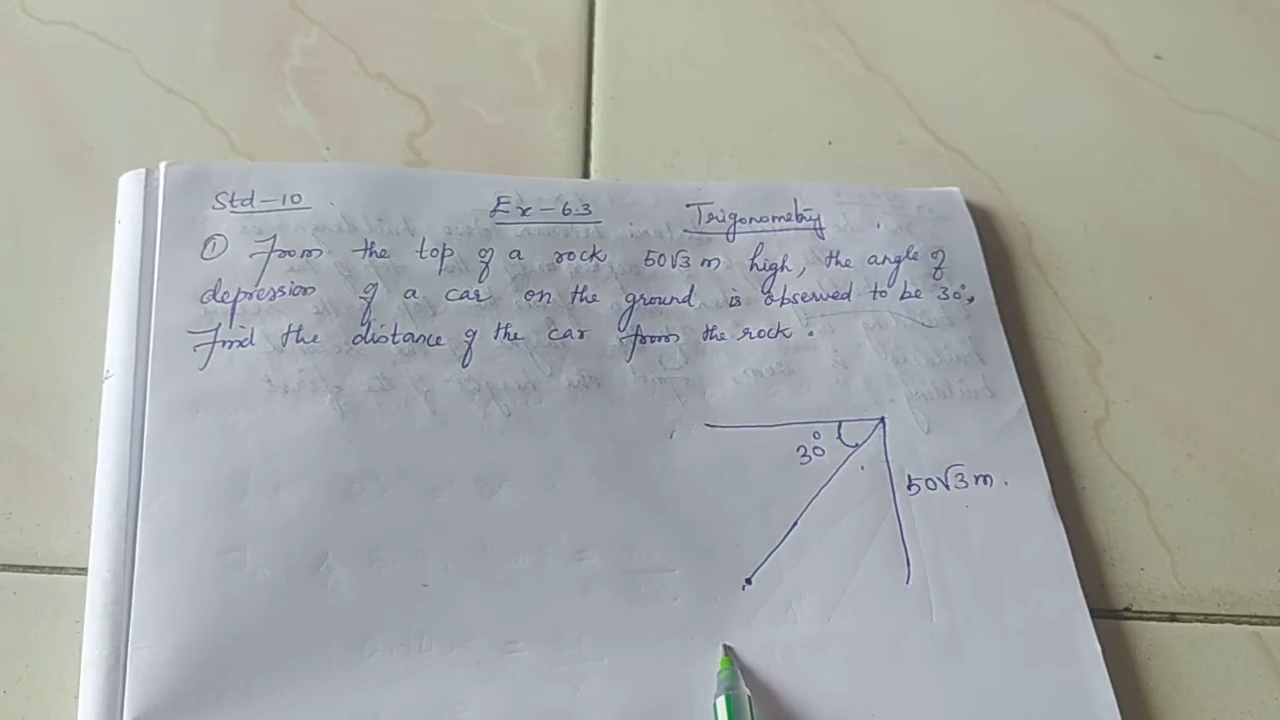 Std-10 Ex-6.3 Trigonometry
① From the top of a rock 50√3 m high, the angle of
depression of a car on the ground is observed to be 30°,
Find the distance of the car from the rock.
30°
50√3 m.